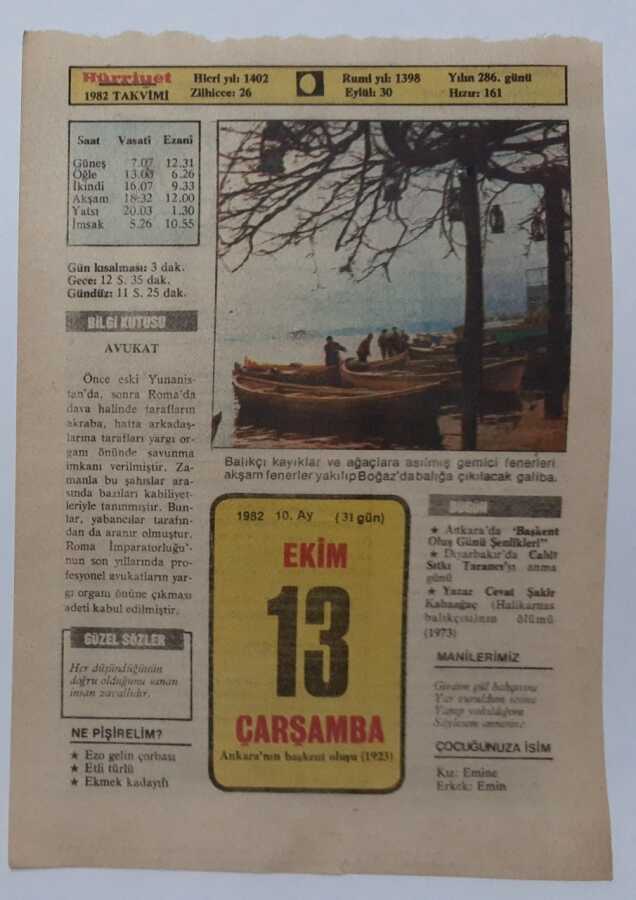 Hürriyet
1982 TAKVİMİ
Hicri yıl: 1402
Zilhicce: 26
Rumi yıl: 1398
Eylül: 30
Yılın 286. günü
Hızır: 161
Saat Vasati Ezani
Güneş 7.07 12.31
Öğle 13.00 6.26
İkindi 16.07 9.33
Akşam 18.32 12.00
Yatsı 20.03 1.30
İmsak 5.26 10.55
Gün kısalması: 3 dak.
Gece: 12 S. 35 dak.
Gündüz: 11 S. 25 dak.
BİLGİ KUTUSU
AVUKAT
Önce eski Yunanis-
tan'da, sonra Roma'da
dava halinde tarafların
akraba, hatta arkadaş-
larına tarafları yargı or-
ganı önünde savunma
imkanı verilmiştir. Za-
manla bu şahıslar ara-
sında bazıları kabiliyet-
leriyle tanınmıştır. Bun-
lar, yabancılar tarafın-
dan da aranır olmuştur.
Roma İmparatorluğu'-
nun son yıllarında pro-
fesyonel avukatların yar-
gı organı önüne çıkması
adeti kabul edilmiştir.
GÜZEL SÖZLER
Her düşündüğünün
doğru olduğunu sanan
insan zavallıdır.
NE PİŞİRELİM?
★ Ezo gelin çorbası
★ Etli türlü
★ Ekmek kadayıfı
Balıkçı kayıklar ve ağaçlara asılmış gemici fenerleri
akşam fenerler yakılıp Boğaz'da balığa çıkılacak galiba.
1982 10. Ay (31 gün)
EKİM
13
ÇARŞAMBA
Ankara'nın başkent oluşu (1923)
BUGÜN
★ Ankara'da "Başkent
Oluş Günü Şenlikleri"
★ Diyarbakır'da Cahit
Sıtkı Tarancı'yı anma
günü
★ Yazar Cevat Şakir
Kabaağaç (Halikarnas
balıkçısı)nın ölümü
(1973)
MANİLERİMİZ
Girdim gül bahçesine
Yar
Söylesem annesine
ÇOCUĞUNUZA İSİM
Kız: Emine
Erkek: Emin